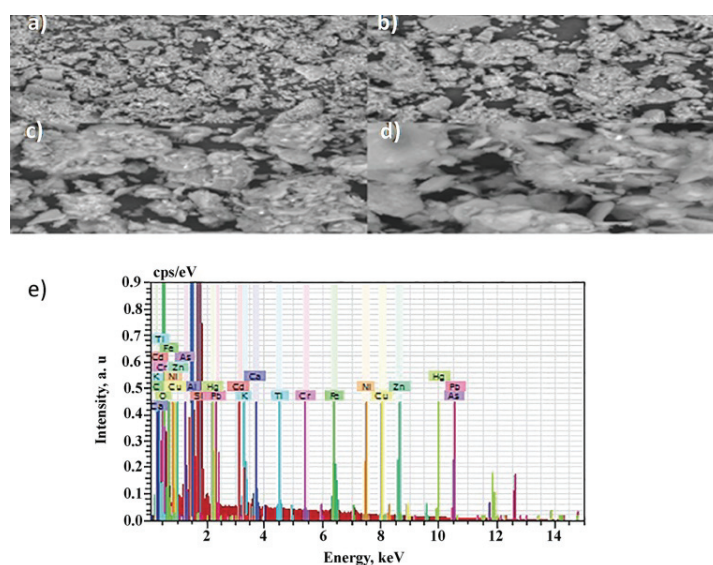 a)
b)
c)
d)
e)
cps/eV
0.9
0.8
0.7
0.6
0.5
0.4
0.3
0.2
0.1
0.0
Intensity, a. u
Ti
Fe
Cd As
Cr Zn
K Ni Ca
C Cu Al Hg Cd Hg Pb
O S Pb K Ti Cr Fe Ni Cu Zn As
Ca
2 4 6 8 10 12 14
Energy, keV